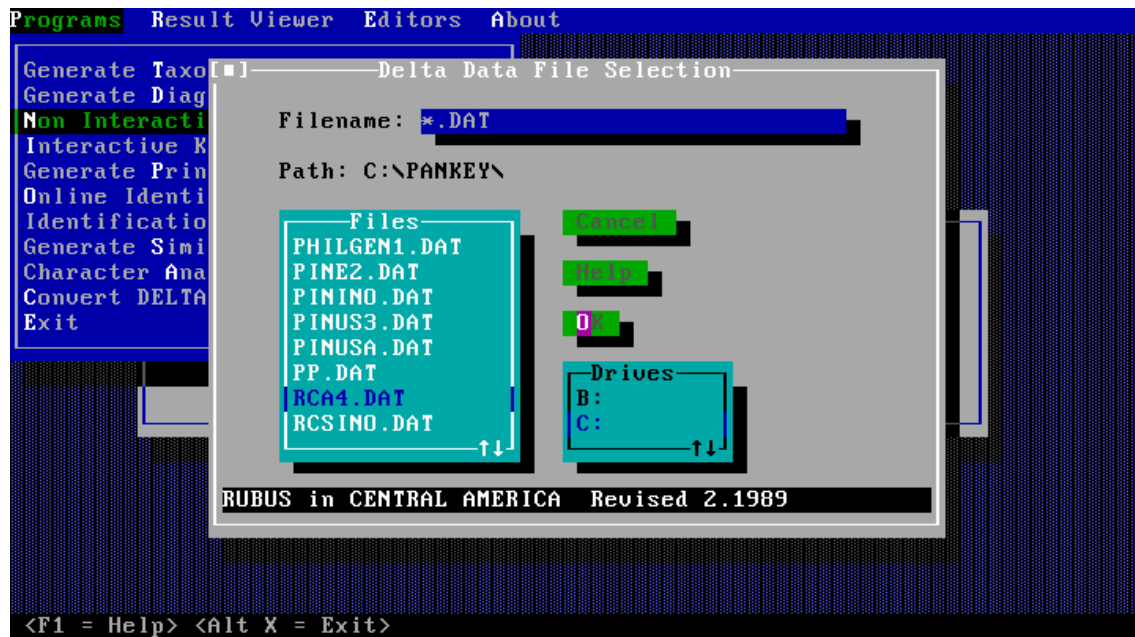 Programs Result Viewer Editors About
Generate Taxo
Generate Diag
Non Interacti
Interactive K
Generate Prin
Online Identi
Identificatio
Generate Simi
Character Ana
Convert DELTA
Exit
[■] Delta Data File Selection
Filename: *.DAT
Path: C:\PANKEY\
Files
PHILGEN1.DAT
PINE2.DAT
PININO.DAT
PINUS3.DAT
PINUSA.DAT
PP.DAT
RCA4.DAT
RCSINO.DAT
↑↓
Cancel
Help
OK
Drives
B:
C:
↑↓
RUBUS in CENTRAL AMERICA Revised 2.1989
<F1 = Help> <Alt X = Exit>